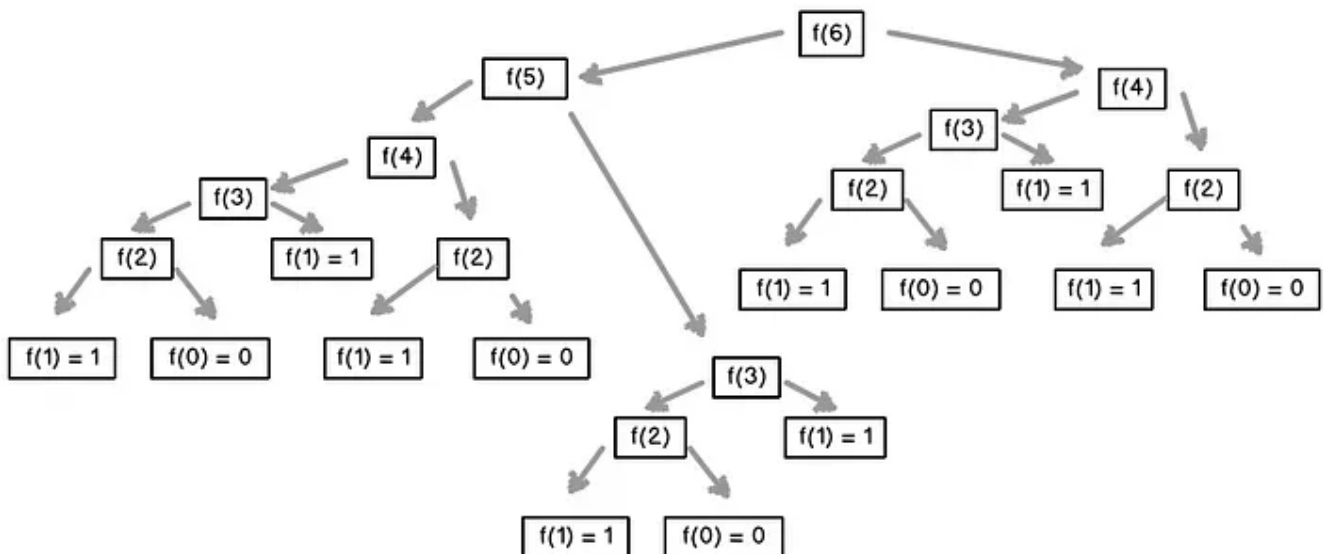 f(6)
f(5)
f(4)
f(3)
f(4)
f(2)
f(1) = 1
f(2)
f(3)
f(2)
f(1) = 1
f(2)
f(1) = 1
f(0) = 0
f(1) = 1
f(0) = 0
f(1) = 1
f(0) = 0
f(1) = 1
f(0) = 0
f(3)
f(2)
f(1) = 1
f(1) = 1
f(0) = 0